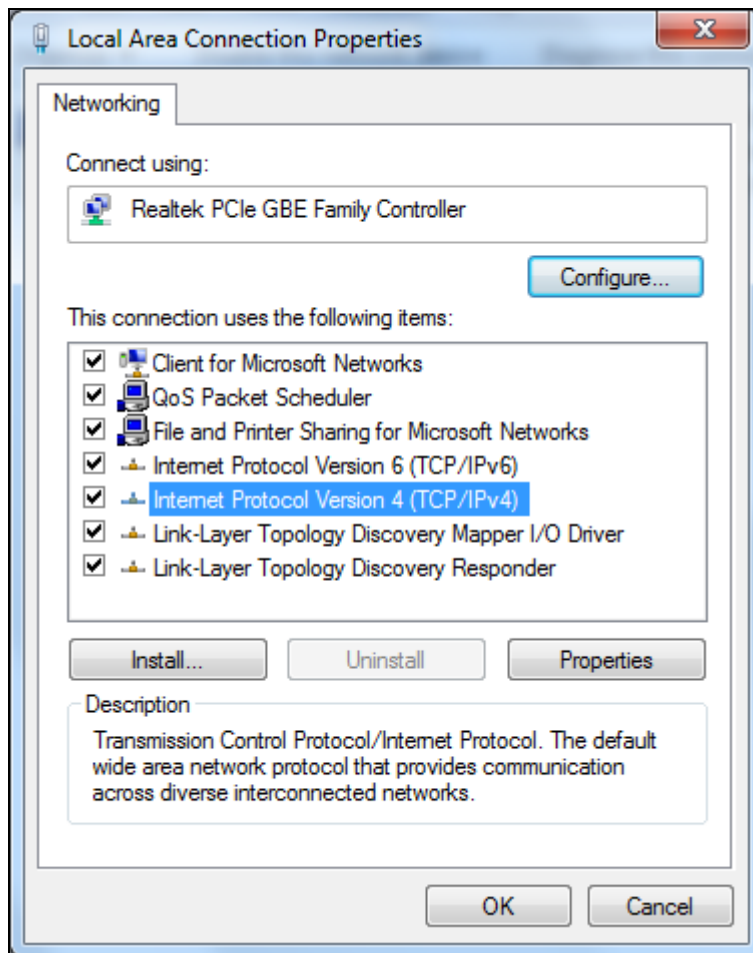 Local Area Connection Properties
Networking
Connect using:
Realtek PCIe GBE Family Controller
Configure...
This connection uses the following items:
Client for Microsoft Networks
QoS Packet Scheduler
File and Printer Sharing for Microsoft Networks
Internet Protocol Version 6 (TCP/IPv6)
Internet Protocol Version 4 (TCP/IPv4)
Link-Layer Topology Discovery Mapper I/O Driver
Link-Layer Topology Discovery Responder
Install... Uninstall Properties
Description
Transmission Control Protocol/Internet Protocol. The default
wide area network protocol that provides communication
across diverse interconnected networks.
OK Cancel